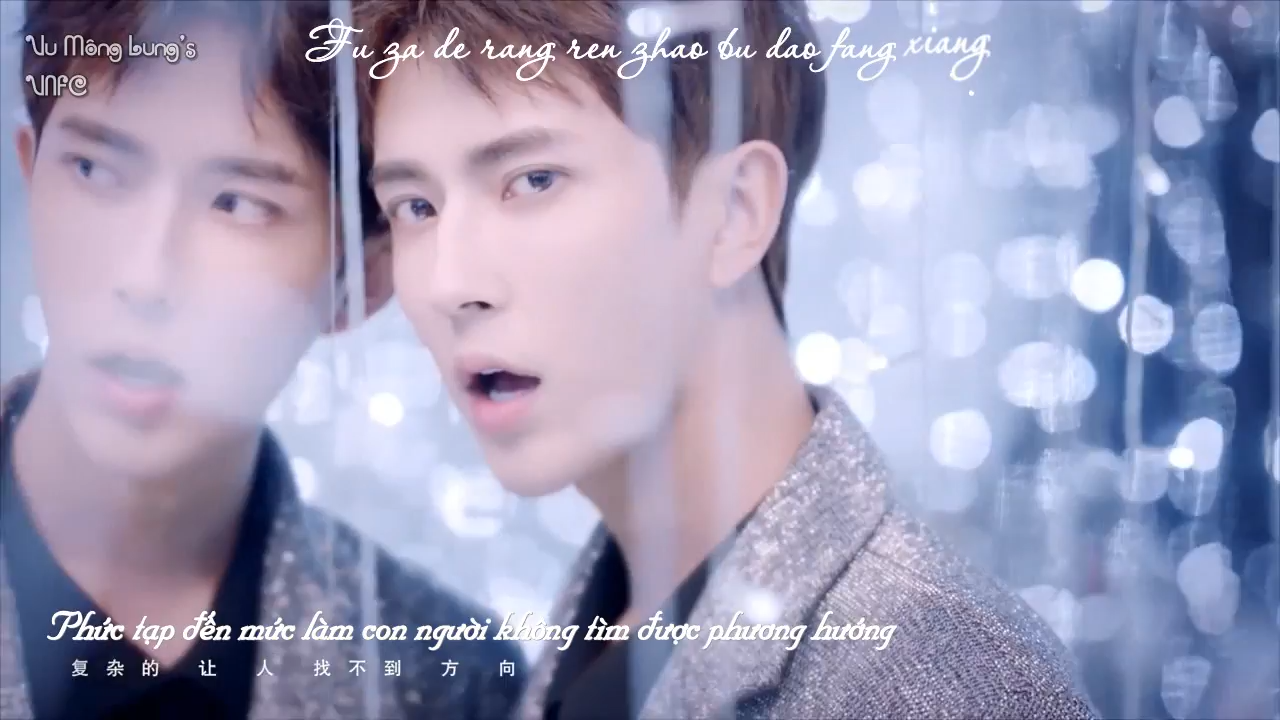 Vu Mông Lung's
VNFC
Fu za de rang ren zhao bu dao fang xiang
Phức tạp đến mức làm con người không tìm được phương hướng
复杂的 让 人 找不到 方 向